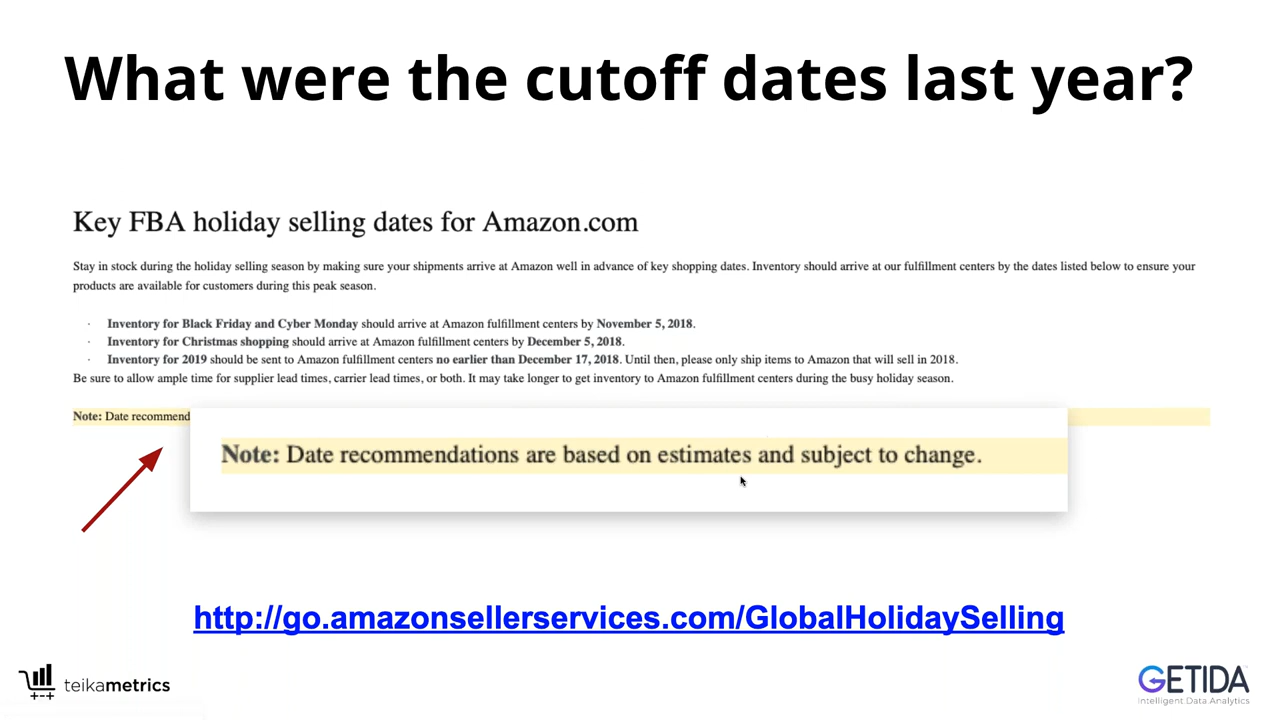 What were the cutoff dates last year?
Key FBA holiday selling dates for Amazon.com
Stay in stock during the holiday selling season by making sure your shipments arrive at Amazon well in advance of key shopping dates. Inventory should arrive at our fulfillment centers by the dates listed below to ensure your
products are available for customers during this peak season.
· Inventory for Black Friday and Cyber Monday should arrive at Amazon fulfillment centers by November 5, 2018.
· Inventory for Christmas shopping should arrive at Amazon fulfillment centers by December 5, 2018.
· Inventory for 2019 should be sent to Amazon fulfillment centers no earlier than December 17, 2018. Until then, please only ship items to Amazon that will sell in 2018.
Be sure to allow ample time for supplier lead times, carrier lead times, or both. It may take longer to get inventory to Amazon fulfillment centers during the busy holiday season.
Note: Date recommend
Note: Date recommendations are based on estimates and subject to change.
http://go.amazonsellerservices.com/GlobalHolidaySelling
teikametrics
GETIDA
Intelligent Data Analytics